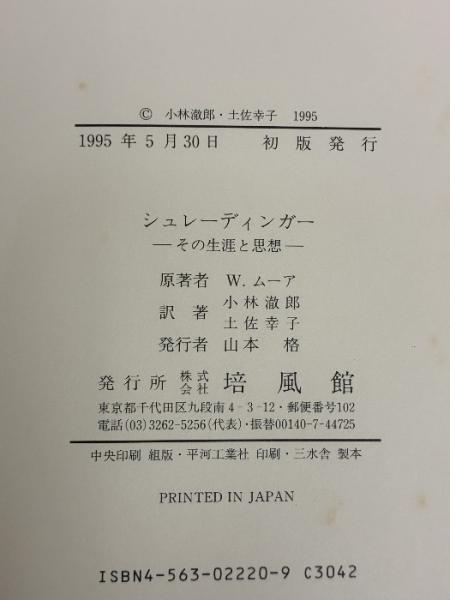 © 小林澈郎・土佐幸子 1995
1995 年 5 月 30 日 初 版 発 行
シュレーディンガー
—その生涯と思想—
原著者 W. ムーア
訳 著 小林澈郎
土佐幸子
発行者 山本 格
発 行 所 株式会社 培 風 館
東京都千代田区九段南 4-3-12・郵便番号102
電話(03)3262-5256(代表)・振替00140-7-44725
中央印刷 組版・平河工業社 印刷・三水舎 製本
PRINTED IN JAPAN
ISBN4-563-02220-9 C3042